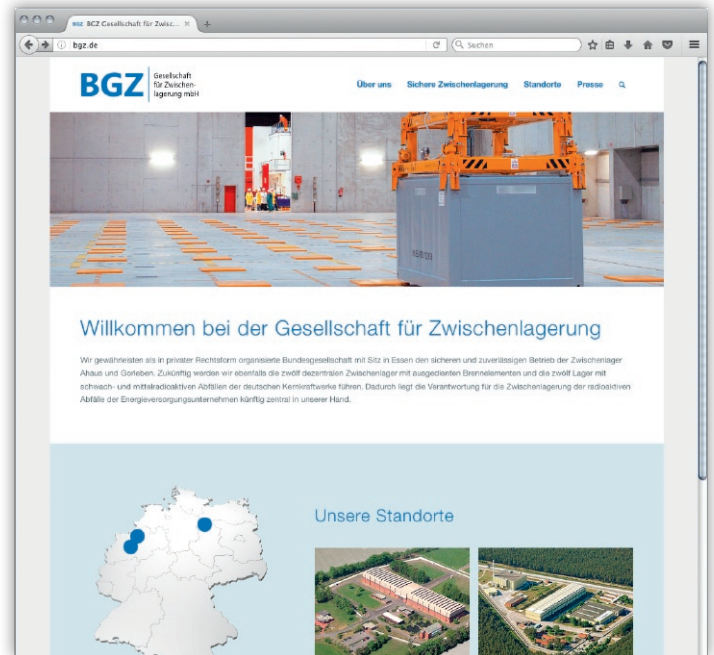 BGZ BGZ Gesellschaft für Zwisc...
bgz.de
Suchen
BGZ
Gesellschaft
für Zwischen-
lagerung mbH
Über uns Sichere Zwischenlagerung Standorte Presse
Willkommen bei der Gesellschaft für Zwischenlagerung
Wir gewährleisten als in privater Rechtsform organisierte Bundesgesellschaft mit Sitz in Essen den sicheren und zuverlässigen Betrieb der Zwischenlager
Ahaus und Gorleben. Zukünftig werden wir ebenfalls die zwölf dezentralen Zwischenlager mit ausgedienten Brennelementen und die zwölf Lager mit
schwach- und mittelradioaktiven Abfällen der deutschen Kernkraftwerke führen. Dadurch liegt die Verantwortung für die Zwischenlagerung der radioaktiven
Abfälle der Energieversorgungsunternehmen künftig zentral in unserer Hand.
Unsere Standorte